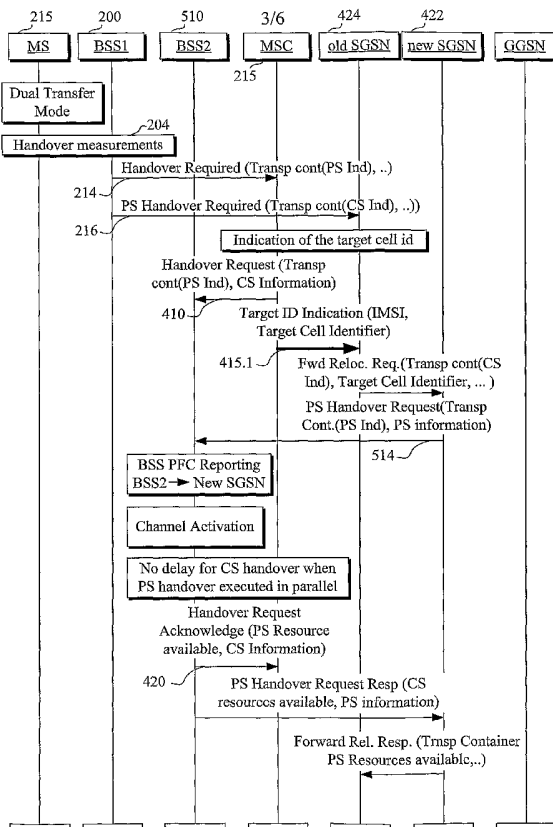 215 200 510 3/6 424 422
MS BSS1 BSS2 MSC old SGSN new SGSN GGSN
215
Dual Transfer
Mode
204
Handover measurements
Handover Required (Transp cont(PS Ind), ..)
214
PS Handover Required (Transp cont(CS Ind), ..))
216
Indication of the target cell id
Handover Request (Transp
cont(PS Ind), CS Information)
410
Target ID Indication (IMSI,
Target Cell Identifier)
415.1
Fwd Reloc. Req.(Transp cont(CS
Ind), Target Cell Identifier, ... )
PS Handover Request(Transp
Cont.(PS Ind), PS information)
514
BSS PFC Reporting
BSS2 → New SGSN
Channel Activation
No delay for CS handover when
PS handover executed in parallel
Handover Request
Acknowledge (PS Resource
available, CS Information)
420
PS Handover Request Resp (CS
resources available, PS information)
Forward Rel. Resp. (Trnsp Container
PS Resources available,..)